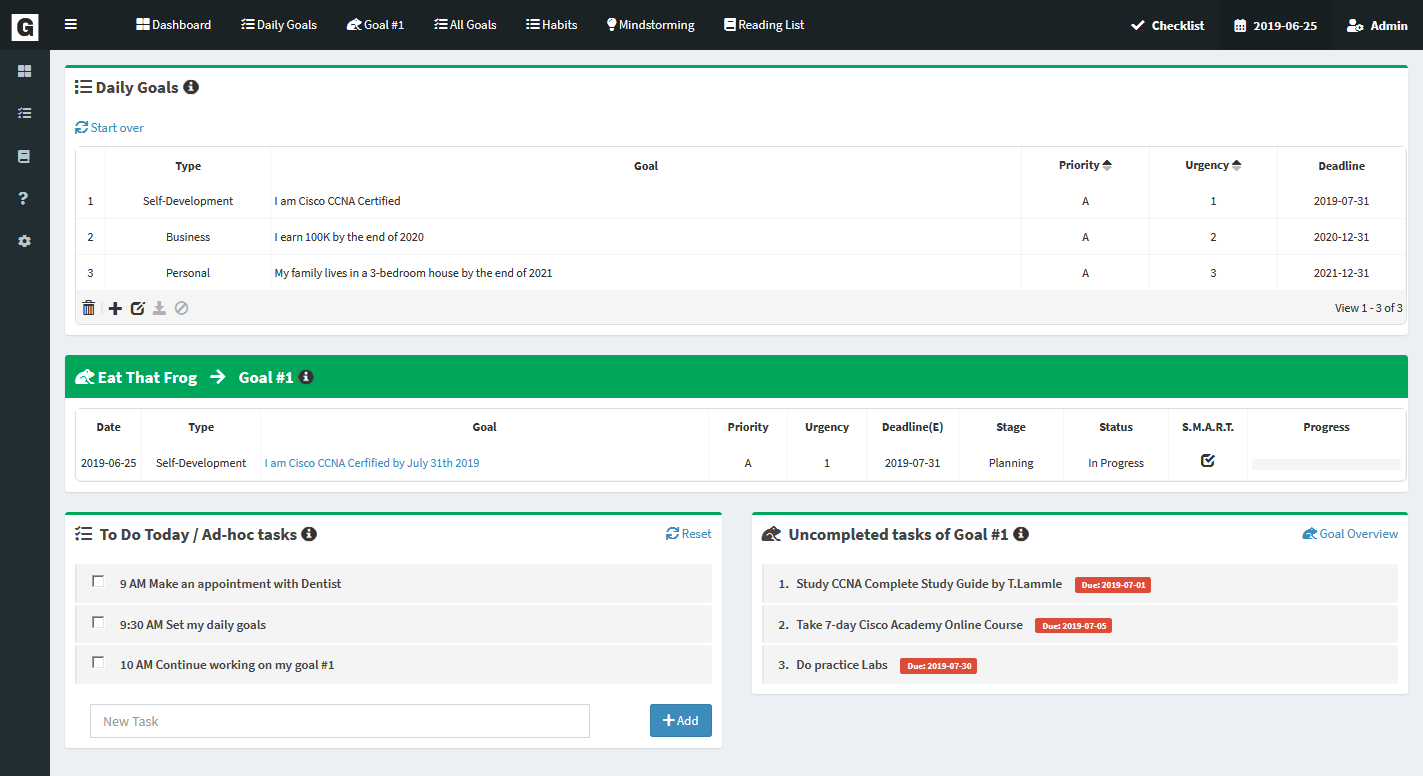 G Dashboard Daily Goals Goal #1 All Goals Habits Mindstorming Reading List Checklist 2019-06-25 Admin
Daily Goals
Start over
Type Goal Priority Urgency Deadline
1 Self-Development I am Cisco CCNA Certified A 1 2019-07-31
2 Business I earn 100K by the end of 2020 A 2 2020-12-31
3 Personal My family lives in a 3-bedroom house by the end of 2021 A 3 2021-12-31
View 1 - 3 of 3
Eat That Frog → Goal #1
Date Type Goal Priority Urgency Deadline(E) Stage Status S.M.A.R.T. Progress
2019-06-25 Self-Development I am Cisco CCNA Cerfified by July 31th 2019 A 1 2019-07-31 Planning In Progress
To Do Today / Ad-hoc tasks Reset
9 AM Make an appointment with Dentist
9:30 AM Set my daily goals
10 AM Continue working on my goal #1
New Task Add
Uncompleted tasks of Goal #1 Goal Overview
1. Study CCNA Complete Study Guide by T.Lammle Due: 2019-07-01
2. Take 7-day Cisco Academy Online Course Due: 2019-07-05
3. Do practice Labs Due: 2019-07-30